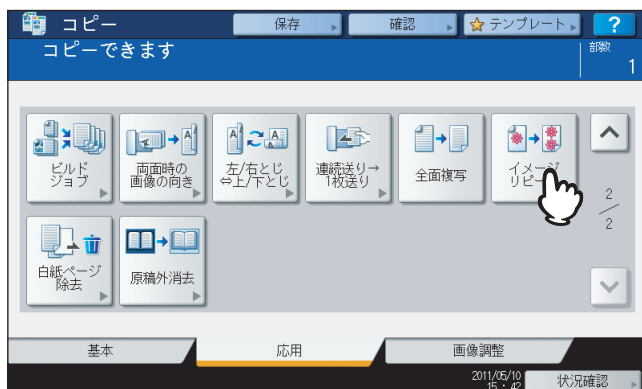 コピー
保存
確認
テンプレート
?
コピーできます
部数
1
ビルド
ジョブ
両面時の
画像の向き
左/右とじ
⇔上/下とじ
連続送り→
1枚送り
全面複写
イメージ
リピート
2
2
白紙ページ
除去
原稿外消去
基本
応用
画像調整
2011/05/10
15:42
状況確認